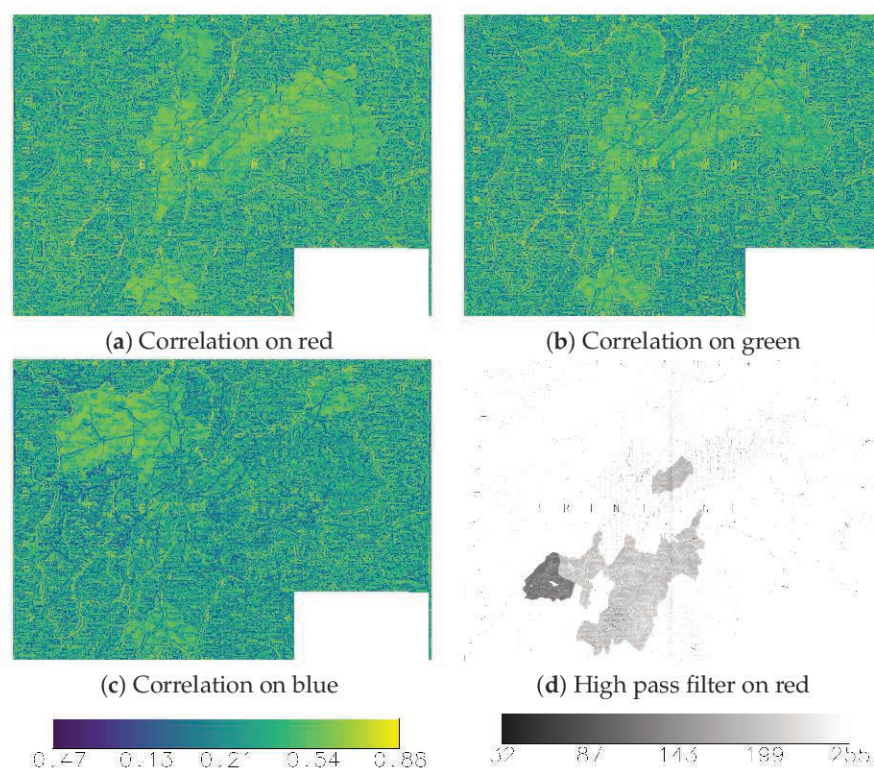 (a) Correlation on red
(b) Correlation on green
(c) Correlation on blue
(d) High pass filter on red
0.47 0.13 0.21 0.54 0.88
32 87 143 199 255